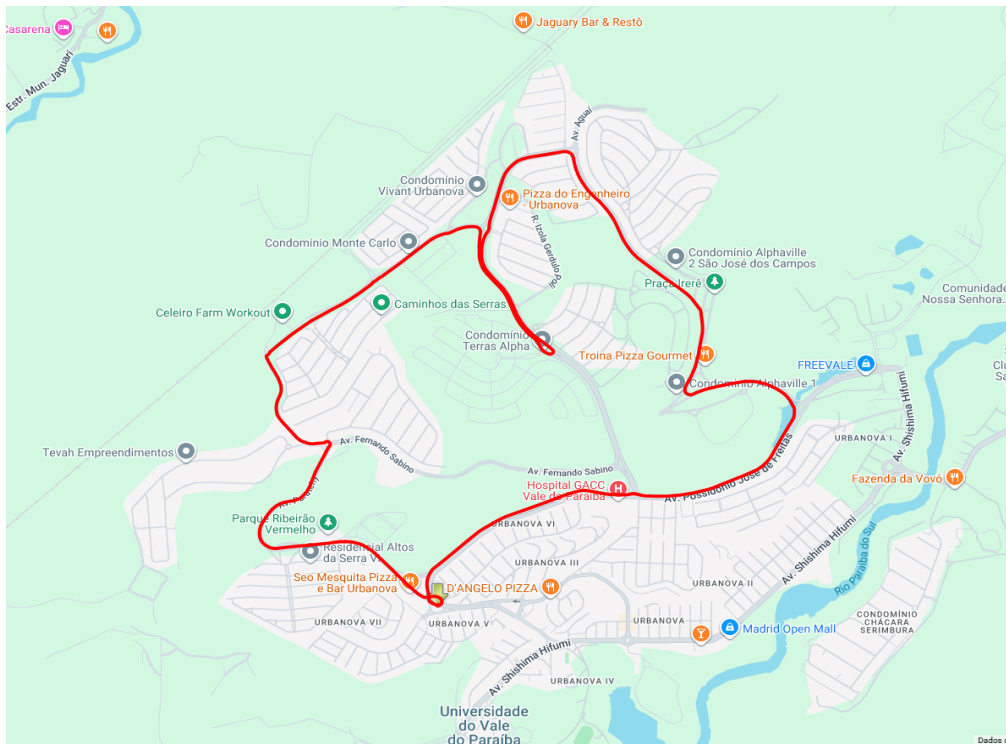 Jaguary Bar & Restô
Casarena
Estr. Mun. Jaguari
Av. Aguaí
Condomínio
Vivant Urbanova
Pizza do Engenheiro
- Urbanova
R. Izola Gerdulo Poli
Condomínio Monte Carlo
Condomínio Alphaville
2 São José dos Campos
Praça Irerê
Comunidade
Nossa Senhora...
Celeiro Farm Workout
Caminhos das Serras
Condomínio
Terras Alpha
Troina Pizza Gourmet
FREEVALE
Condomínio Alphaville 1
Av. Shishima Hifumi
Av. Fernando Sabino
URBANOVA I
Tevah Empreendimentos
Av. Fernando Sabino
Hospital GACC
Vale do Paraíba
Av. Possidônio José de Freitas
Fazenda da Vovó
Parque Ribeirão
Vermelho
URBANOVA VI
Av. Shishima Hifumi
Rio Paraíba do Sul
Residencial Altos
da Serra VI
URBANOVA III
Seo Mesquita Pizza
e Bar Urbanova
D'ANGELO PIZZA
URBANOVA II
URBANOVA VII
URBANOVA V
URBANOVA
Madrid Open Mall
CONDOMÍNIO
CHÁCARA
SERIMBURA
Av. Shishima Hifumi
URBANOVA IV
Universidade
do Vale
do Paraíba